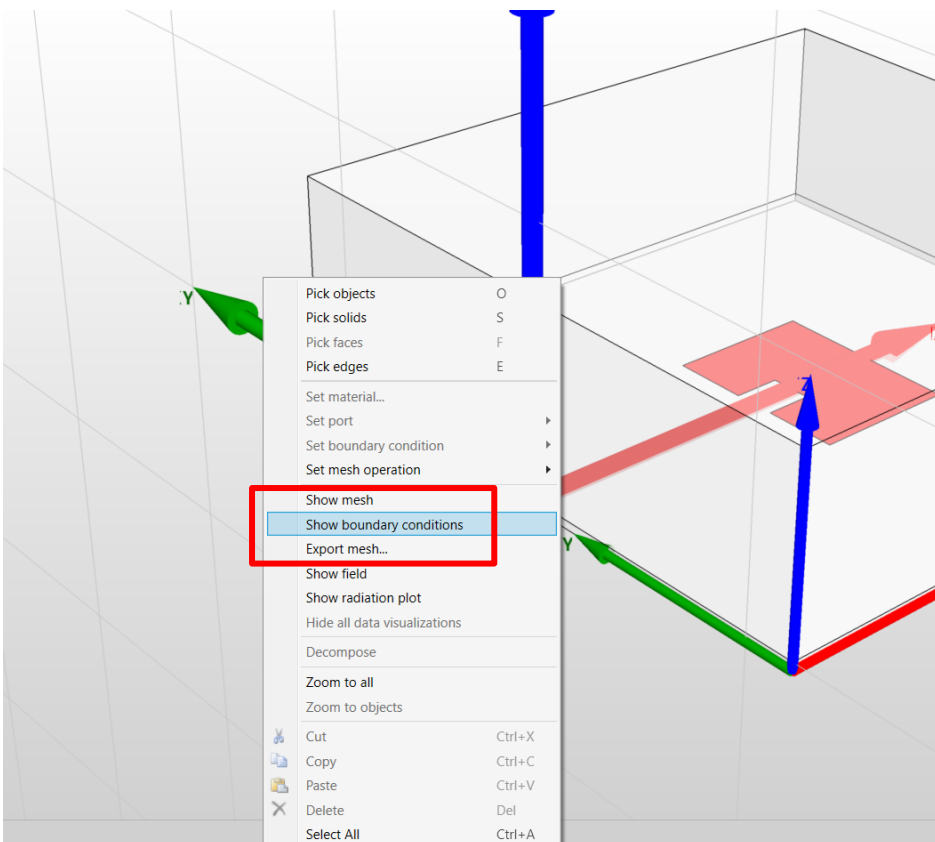 Y
Pick objects O
Pick solids S
Pick faces F
Pick edges E
Set material...
Set port
Set boundary condition
Set mesh operation
Show mesh
Show boundary conditions
Export mesh...
Show field
Show radiation plot
Hide all data visualizations
Decompose
Zoom to all
Zoom to objects
Cut Ctrl+X
Copy Ctrl+C
Paste Ctrl+V
Delete Del
Select All Ctrl+A
Z
Y